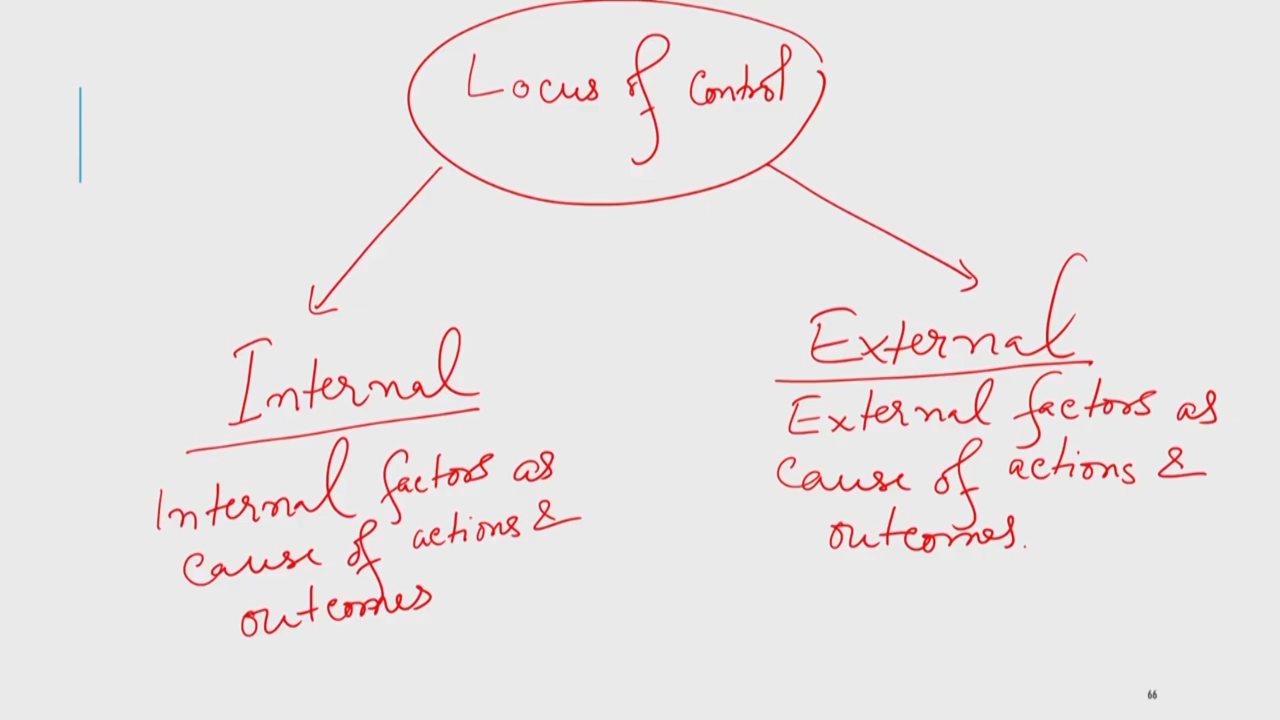 Locus of control
Internal
Internal factors as
cause of actions &
outcomes
External
External factors as
cause of actions &
outcomes.
66